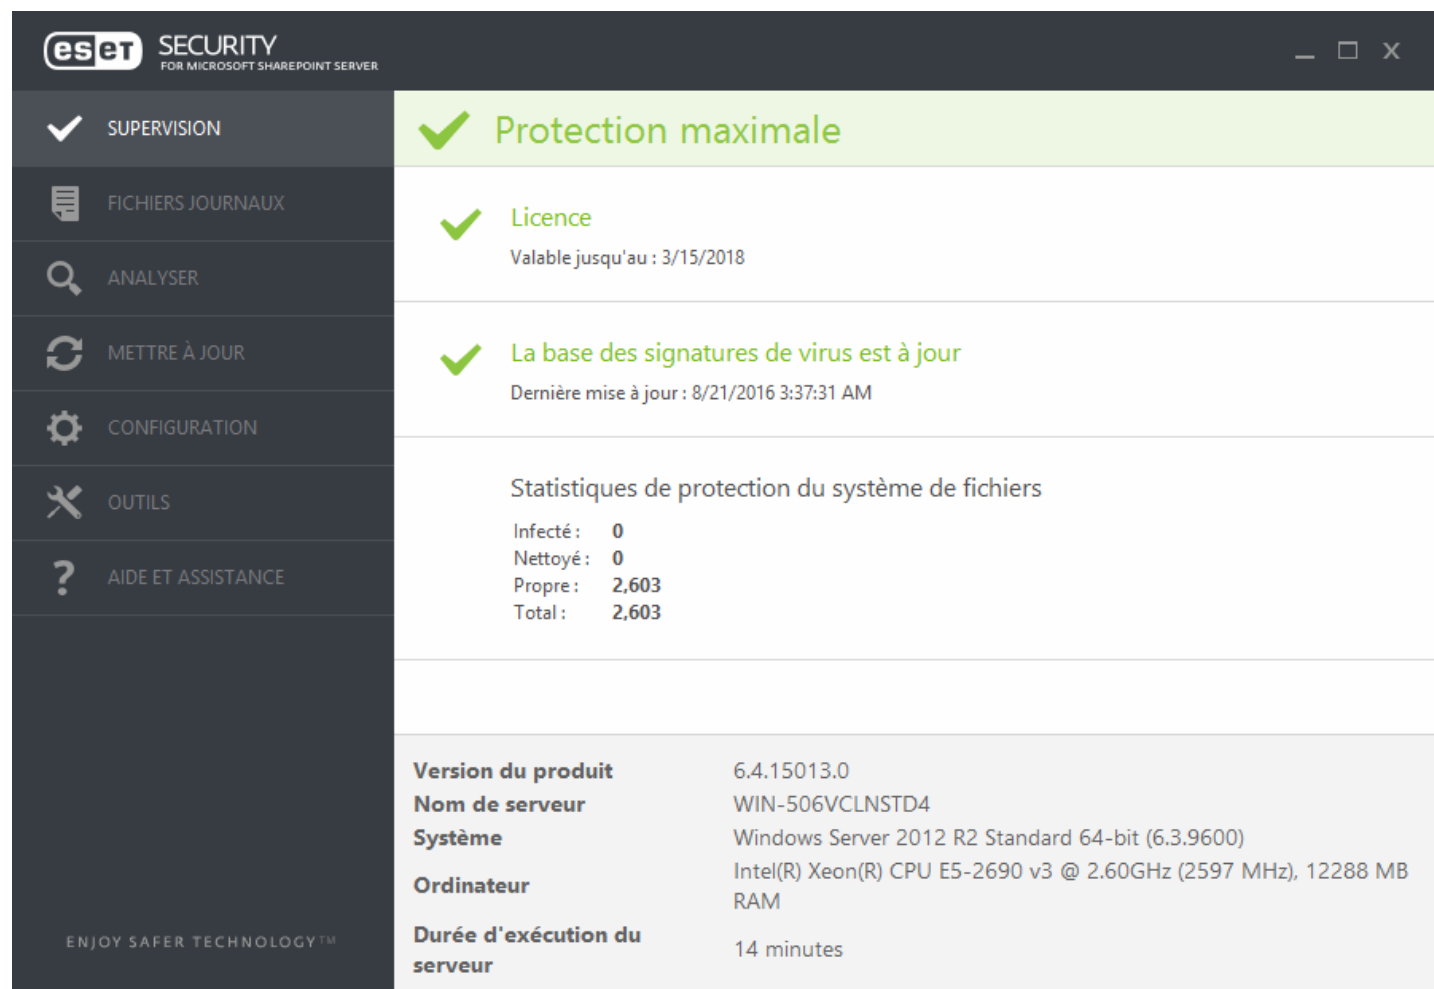 eset SECURITY
FOR MICROSOFT SHAREPOINT SERVER
SUPERVISION
FICHIERS JOURNAUX
ANALYSER
METTRE À JOUR
CONFIGURATION
OUTILS
AIDE ET ASSISTANCE
ENJOY SAFER TECHNOLOGY™
Protection maximale
Licence
Valable jusqu'au : 3/15/2018
La base des signatures de virus est à jour
Dernière mise à jour : 8/21/2016 3:37:31 AM
Statistiques de protection du système de fichiers
Infecté : 0
Nettoyé : 0
Propre : 2,603
Total : 2,603
Version du produit 6.4.15013.0
Nom de serveur WIN-506VCLNSTD4
Système Windows Server 2012 R2 Standard 64-bit (6.3.9600)
Ordinateur Intel(R) Xeon(R) CPU E5-2690 v3 @ 2.60GHz (2597 MHz), 12288 MB
RAM
Durée d'exécution du
serveur 14 minutes